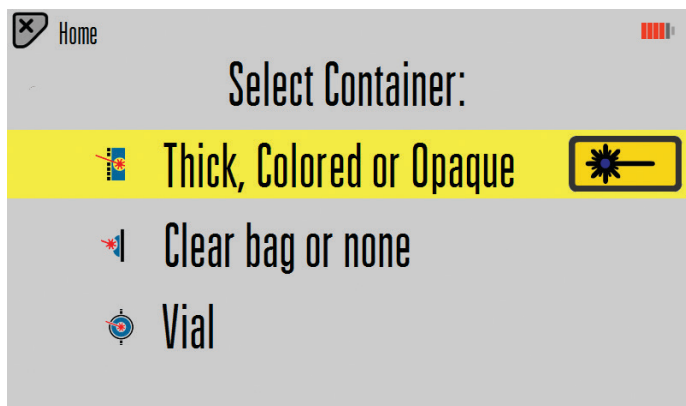 Home
Select Container:
Thick, Colored or Opaque
Clear bag or none
Vial